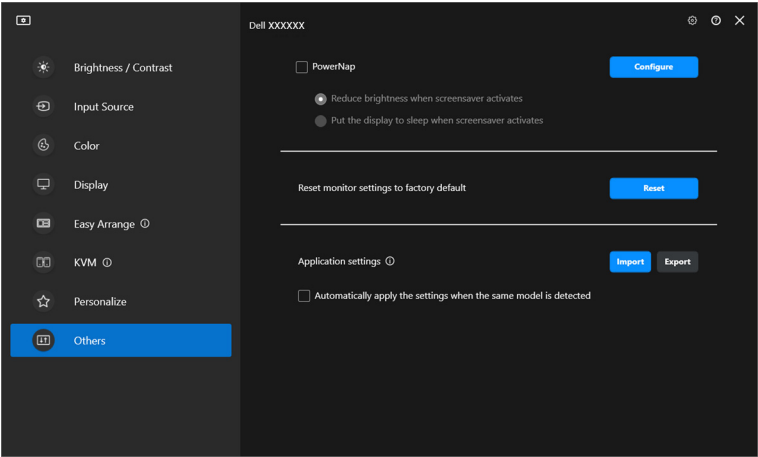 Dell XXXXXX
Brightness / Contrast
Input Source
Color
Display
Easy Arrange
KVM
Personalize
Others
PowerNap
Configure
Reduce brightness when screensaver activates
Put the display to sleep when screensaver activates
Reset monitor settings to factory default
Reset
Application settings
Import
Export
Automatically apply the settings when the same model is detected